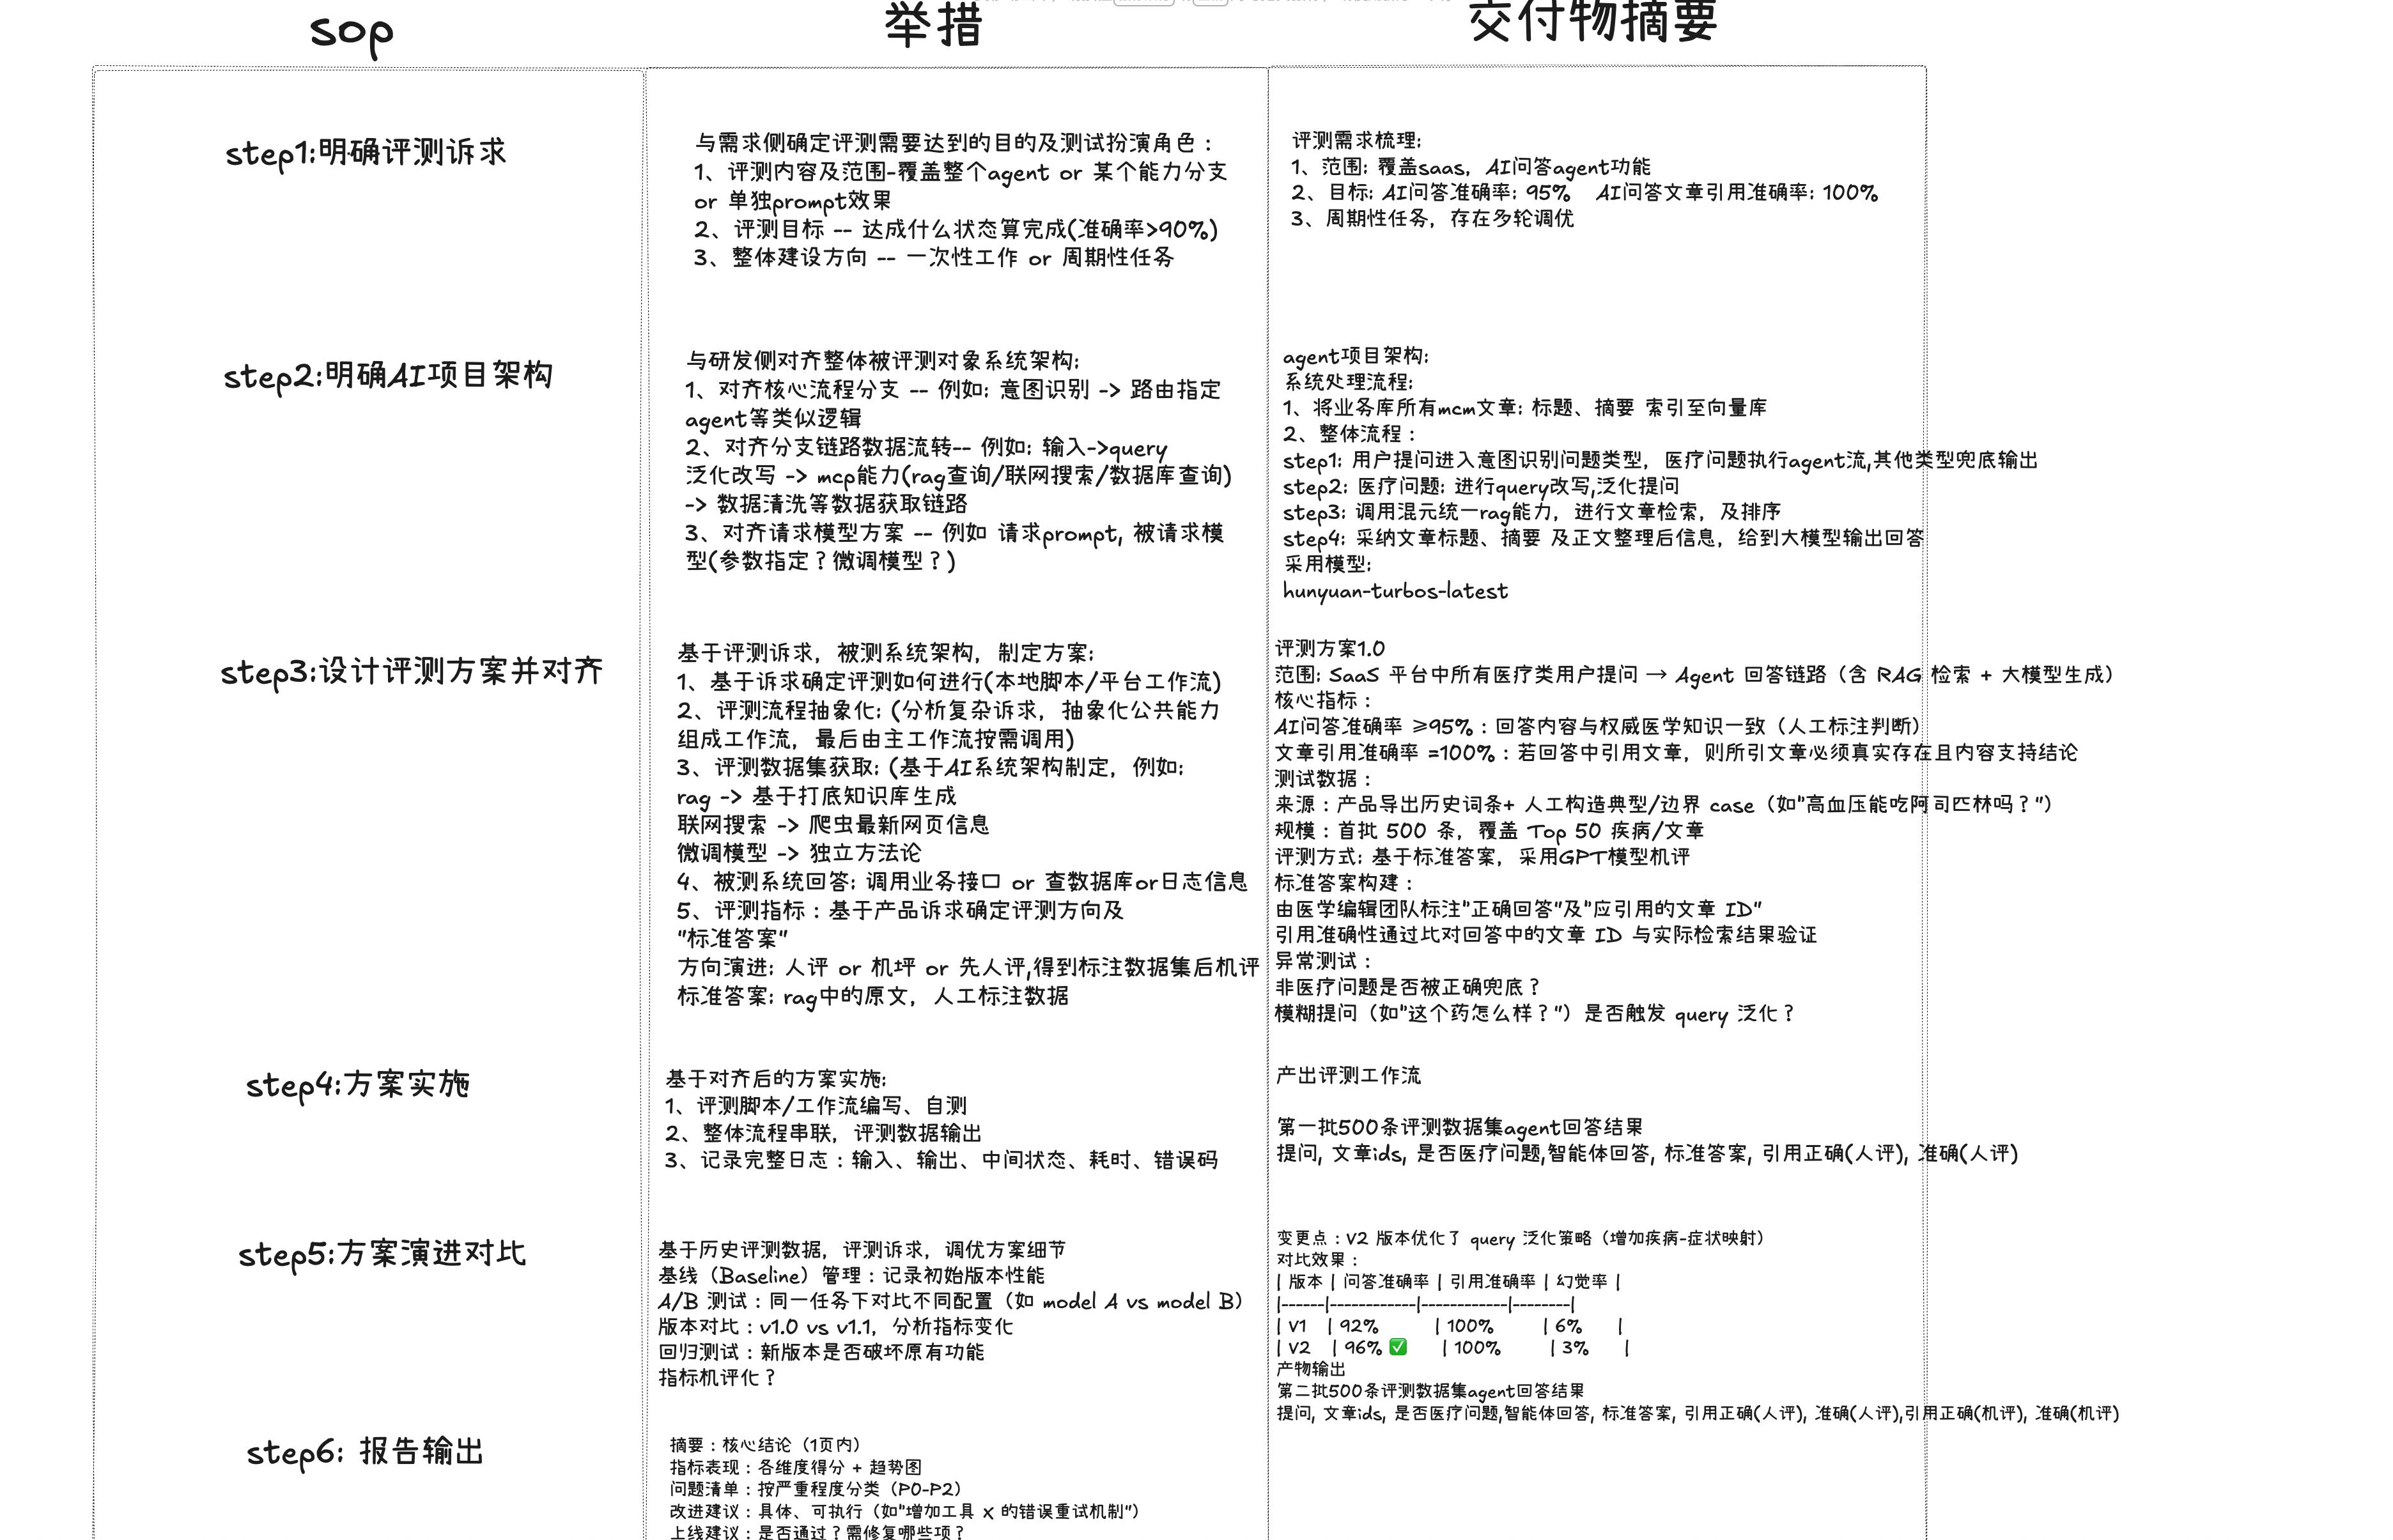 sop
举措
交付物摘要
step1:明确评测诉求
与需求侧确定评测需要达到的目的及测试扮演角色：
1、评测内容及范围-覆盖整个agent or 某个能力分支
or 单独prompt效果
2、评测目标 -- 达成什么状态算完成(准确率>90%)
3、整体建设方向 -- 一次性工作 or 周期性任务
评测需求梳理:
1、范围: 覆盖saas，AI问答agent功能
2、目标: AI问答准确率: 95%    AI问答文章引用准确率: 100%
3、周期性任务，存在多轮调优
step2:明确AI项目架构
与研发侧对齐整体被评测对象系统架构:
1、对齐核心流程分支 -- 例如: 意图识别 -> 路由指定
agent等类似逻辑
2、对齐分支链路数据流转-- 例如: 输入->query
泛化改写 -> mcp能力(rag查询/联网搜索/数据库查询)
-> 数据清洗等数据获取链路
3、对齐请求模型方案 -- 例如 请求prompt, 被请求模
型(参数指定？微调模型？)
agent项目架构:
系统处理流程:
1、将业务库所有mcm文章: 标题、摘要 索引至向量库
2、整体流程：
step1: 用户提问进入意图识别问题类型，医疗问题执行agent流,其他类型兜底输出
step2: 医疗问题: 进行query改写,泛化提问
step3: 调用混元统一rag能力，进行文章检索，及排序
step4: 采纳文章标题、摘要 及正文整理后信息，给到大模型输出回答
采用模型:
hunyuan-turbos-latest
step3:设计评测方案并对齐
基于评测诉求，被测系统架构，制定方案:
1、基于诉求确定评测如何进行(本地脚本/平台工作流)
2、评测流程抽象化: (分析复杂诉求，抽象化公共能力
组成工作流，最后由主工作流按需调用)
3、评测数据集获取: (基于AI系统架构制定，例如:
rag -> 基于打底知识库生成
联网搜索 -> 爬虫最新网页信息
微调模型 -> 独立方法论
4、被测系统回答: 调用业务接口 or 查数据库or日志信息
5、评测指标：基于产品诉求确定评测方向及
"标准答案"
方向演进: 人评 or 机坪 or 先人评,得到标注数据集后机评
标准答案: rag中的原文，人工标注数据
评测方案1.0
范围: SaaS 平台中所有医疗类用户提问 → Agent 回答链路（含 RAG 检索 + 大模型生成）
核心指标：
AI问答准确率 ≥95%：回答内容与权威医学知识一致（人工标注判断）
文章引用准确率 =100%：若回答中引用文章，则所引文章必须真实存在且内容支持结论
测试数据：
来源：产品导出历史词条+ 人工构造典型/边界 case（如"高血压能吃阿司匹林吗？"）
规模：首批 500 条，覆盖 Top 50 疾病/文章
评测方式: 基于标准答案，采用GPT模型机评
标准答案构建：
由医学编辑团队标注"正确回答"及"应引用的文章 ID"
引用准确性通过比对回答中的文章 ID 与实际检索结果验证
异常测试：
非医疗问题是否被正确兜底？
模糊提问（如"这个药怎么样？"）是否触发 query 泛化？
step4:方案实施
基于对齐后的方案实施:
1、评测脚本/工作流编写、自测
2、整体流程串联，评测数据输出
3、记录完整日志：输入、输出、中间状态、耗时、错误码
产出评测工作流
第一批500条评测数据集agent回答结果
提问, 文章ids, 是否医疗问题,智能体回答, 标准答案, 引用正确(人评), 准确(人评)
step5:方案演进对比
基于历史评测数据，评测诉求，调优方案细节
基线（Baseline）管理：记录初始版本性能
A/B 测试：同一任务下对比不同配置（如 model A vs model B）
版本对比：v1.0 vs v1.1，分析指标变化
回归测试：新版本是否破坏原有功能
指标机评化？
变更点：V2 版本优化了 query 泛化策略（增加疾病-症状映射）
对比效果：
| 版本 | 问答准确率 | 引用准确率 | 幻觉率 |
|------|------------|------------|--------|
| V1 | 92% | 100% | 6% |
| V2 | 96% ✅ | 100% | 3% |
产物输出
第二批500条评测数据集agent回答结果
提问, 文章ids, 是否医疗问题,智能体回答, 标准答案, 引用正确(人评), 准确(人评),引用正确(机评), 准确(机评)
step6: 报告输出
摘要：核心结论（1页内）
指标表现：各维度得分 + 趋势图
问题清单：按严重程度分类（P0-P2）
改进建议：具体、可执行（如"增加工具 X 的错误重试机制"）
上线建议：是否通过？需修复哪些项？